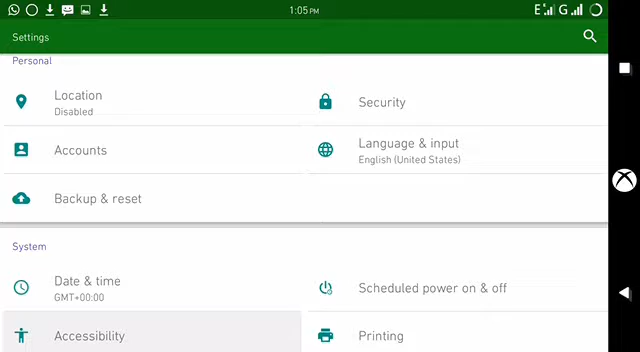 1:05 PM
E G
Settings
Personal
Location
Disabled
Security
Accounts
Language & input
English (United States)
Backup & reset
System
Date & time
GMT+00:00
Scheduled power on & off
Accessibility
Printing